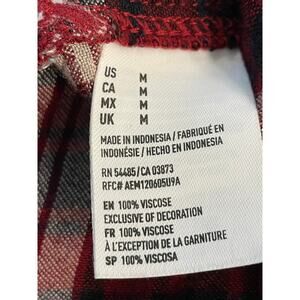 US M
CA M
MX M
UK M
MADE IN INDONESIA / FABRIQUÉ EN
INDONÉSIE / HECHO EN INDONESIA
RN 54485/CA 03873
RFC# AEM120605U9A
EN 100% VISCOSE
EXCLUSIVE OF DECORATION
FR 100% VISCOSE
À L'EXCEPTION DE LA GARNITURE
SP 100% VISCOSA